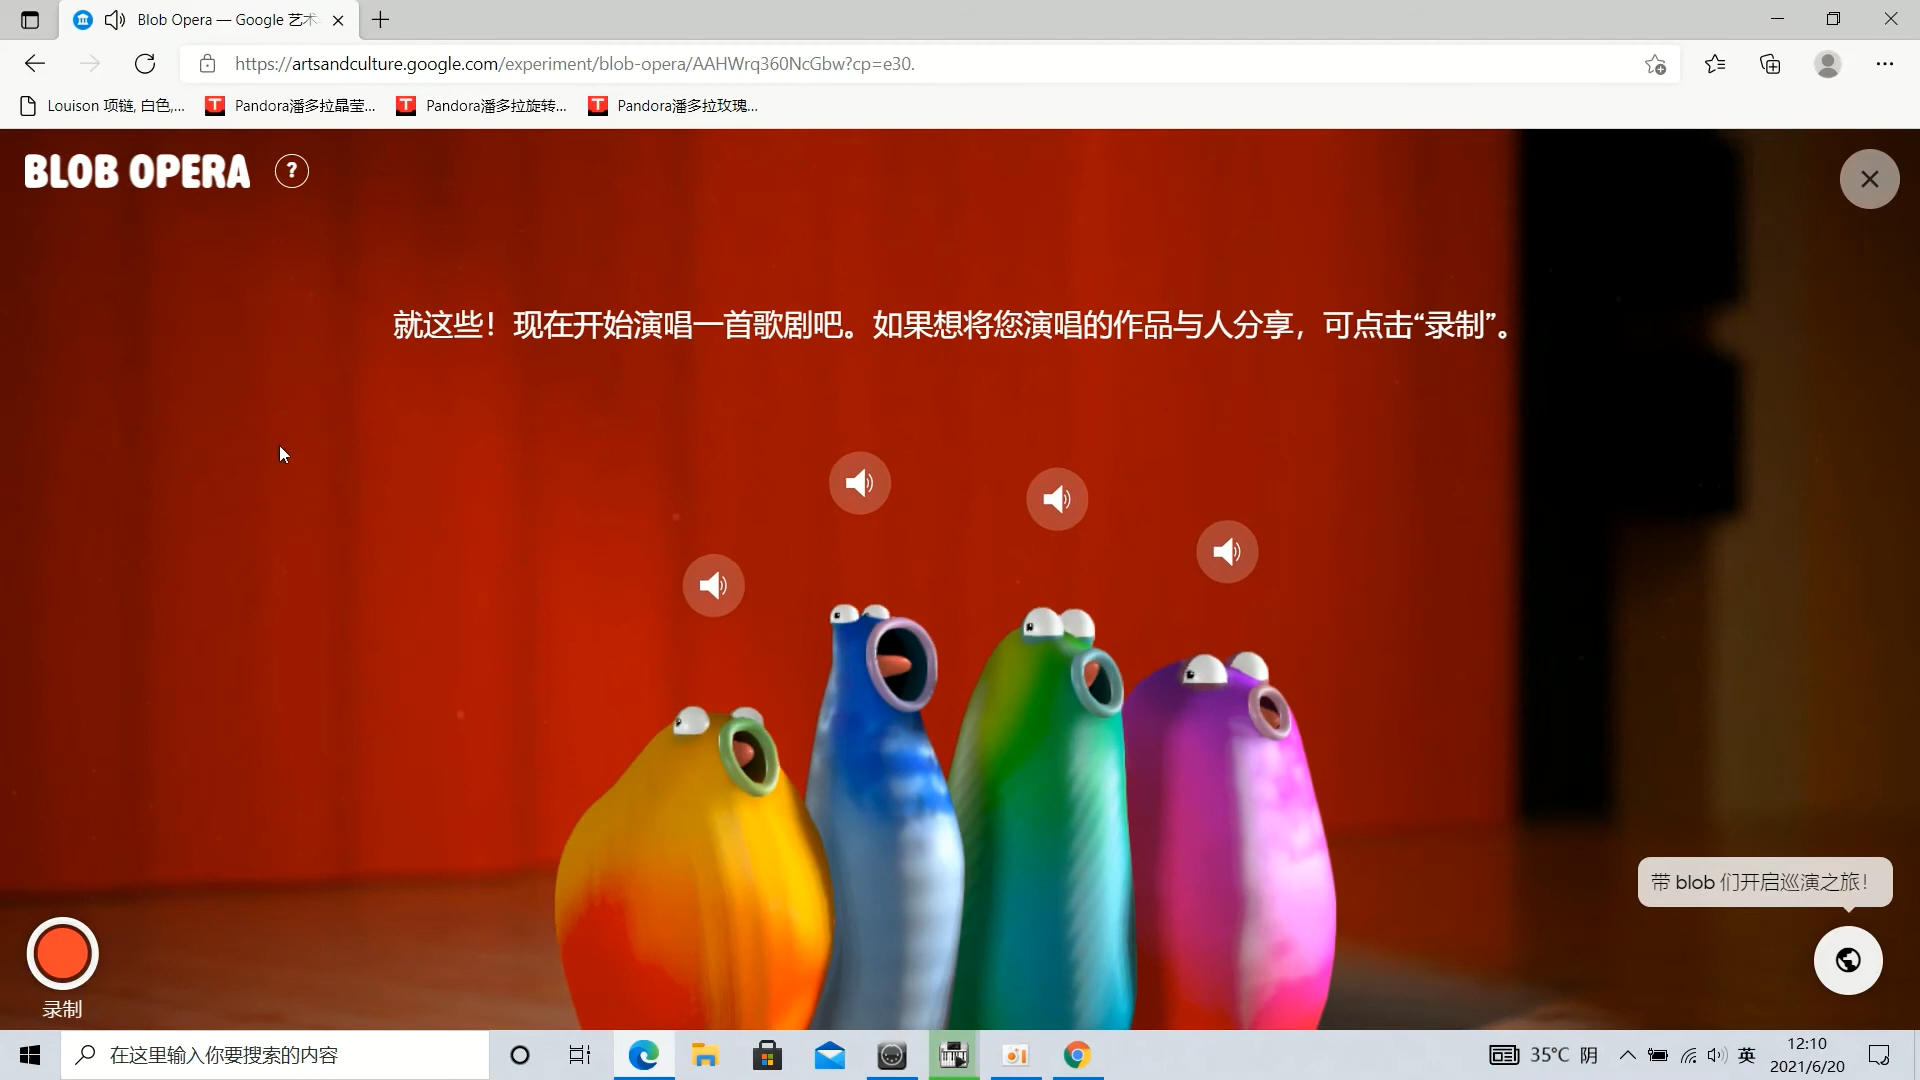 Blob Opera — Google 艺术
https://artsandculture.google.com/experiment/blob-opera/AAHWrq360NcGbw?cp=e30.
Louison 项链, 白色,...
Pandora潘多拉晶莹...
Pandora潘多拉旋转...
Pandora潘多拉玫瑰...
BLOB OPERA ?
就这些！现在开始演唱一首歌剧吧。如果想将您演唱的作品与人分享，可点击“录制”。
带 blob 们开启巡演之旅！
录制
在这里输入你要搜索的内容
35°C 阴
英
12:10
2021/6/20